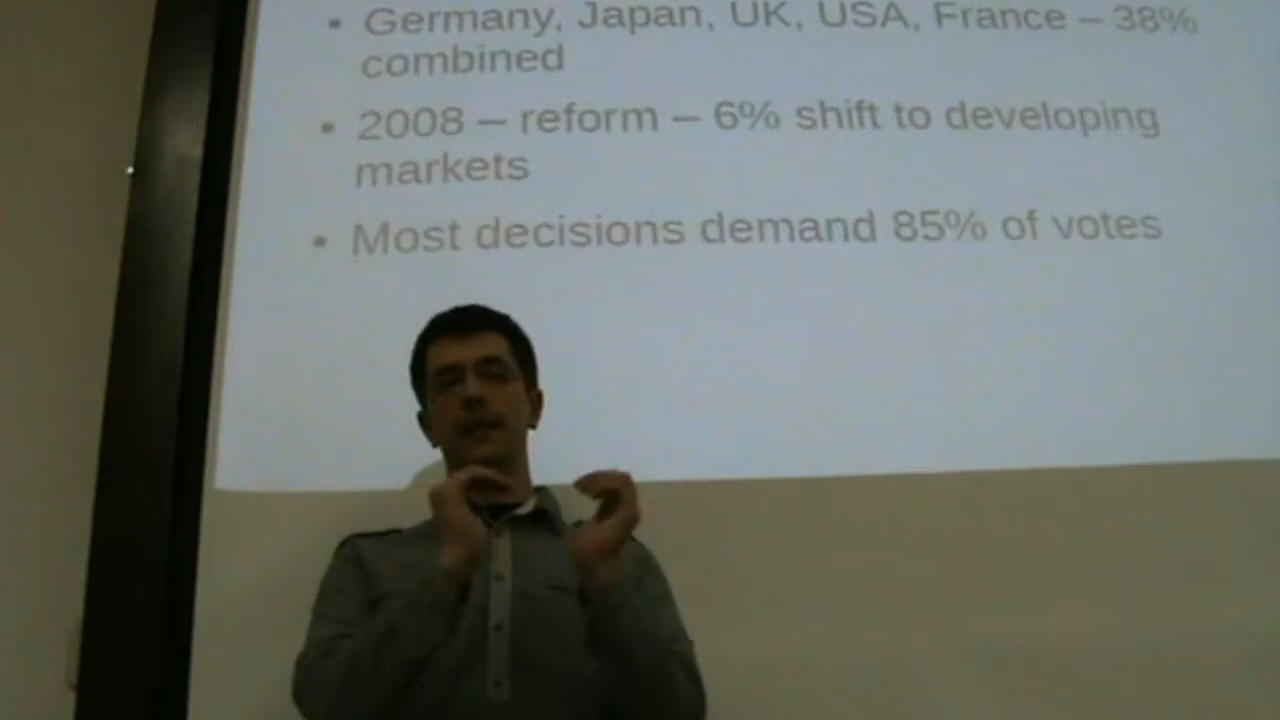 • Germany, Japan, UK, USA, France – 38%
combined
• 2008 – reform – 6% shift to developing
markets
• Most decisions demand 85% of votes